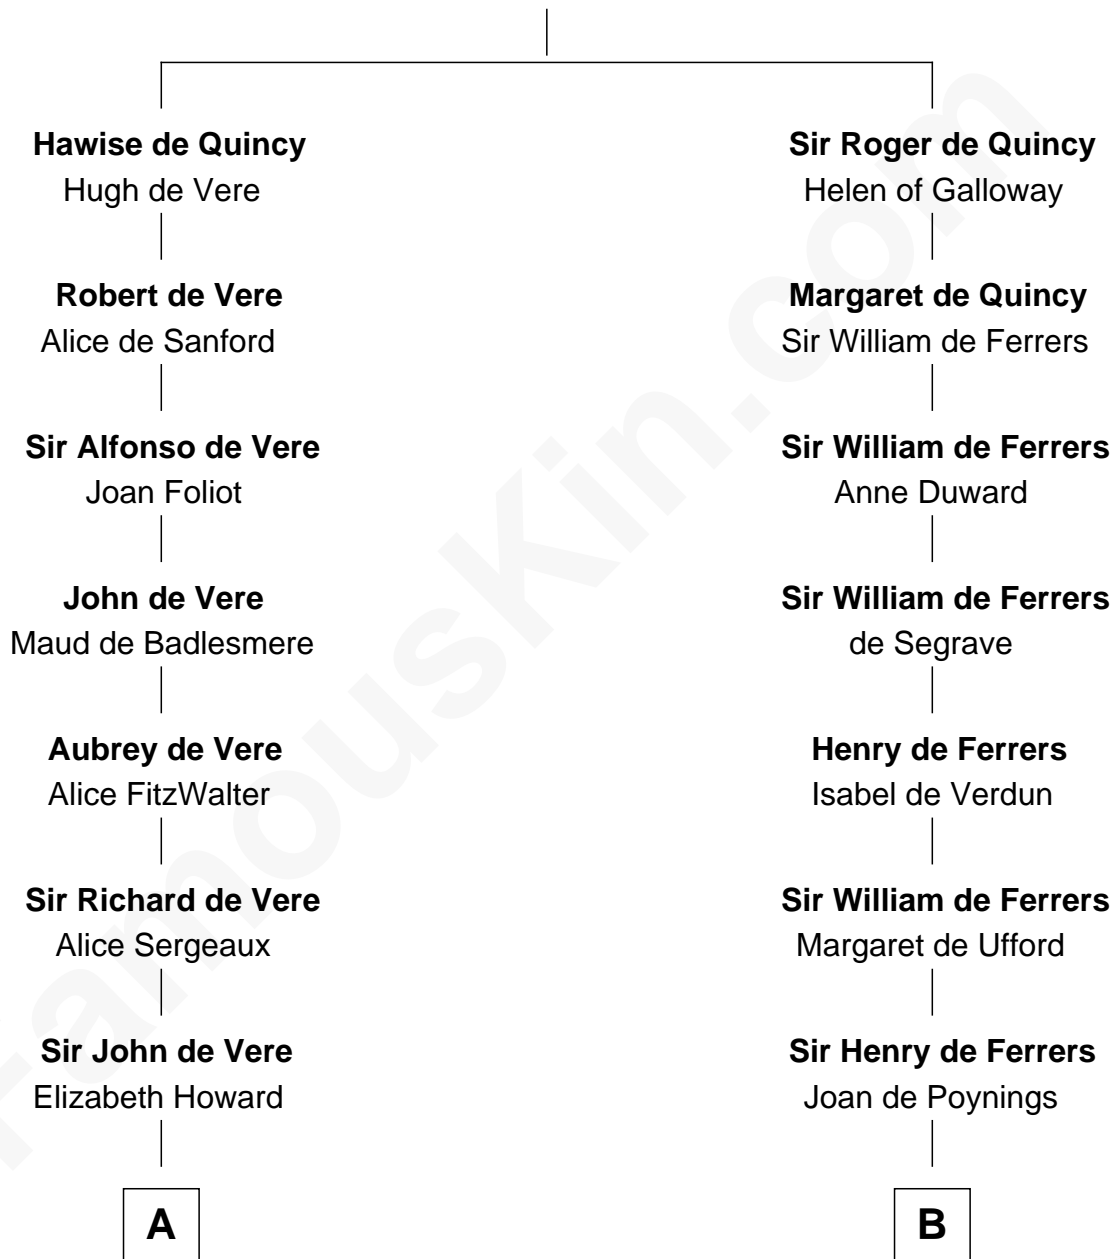 Hawise de Quincy
Hugh de Vere
Robert de Vere
Alice de Sanford
Sir Alfonso de Vere
Joan Foliot
John de Vere
Maud de Badlesmere
Aubrey de Vere
Alice FitzWalter
Sir Richard de Vere
Alice Sergeaux
Sir John de Vere
Elizabeth Howard
A
Sir Roger de Quincy
Helen of Galloway
Margaret de Quincy
Sir William de Ferrers
Sir William de Ferrers
Anne Duward
Sir William de Ferrers
de Segrave
Henry de Ferrers
Isabel de Verdun
Sir William de Ferrers
Margaret de Ufford
Sir Henry de Ferrers
Joan de Poynings
B
FamousKin.com